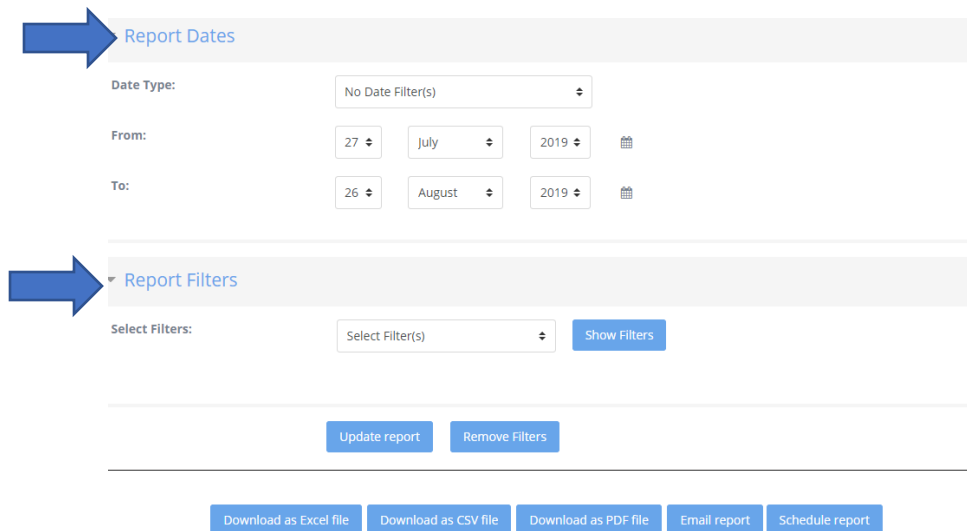 Report Dates
Date Type: No Date Filter(s)
From: 27 July 2019
To: 26 August 2019
Report Filters
Select Filters: Select Filter(s) Show Filters
Update report Remove Filters
Download as Excel file Download as CSV file Download as PDF file Email report Schedule report